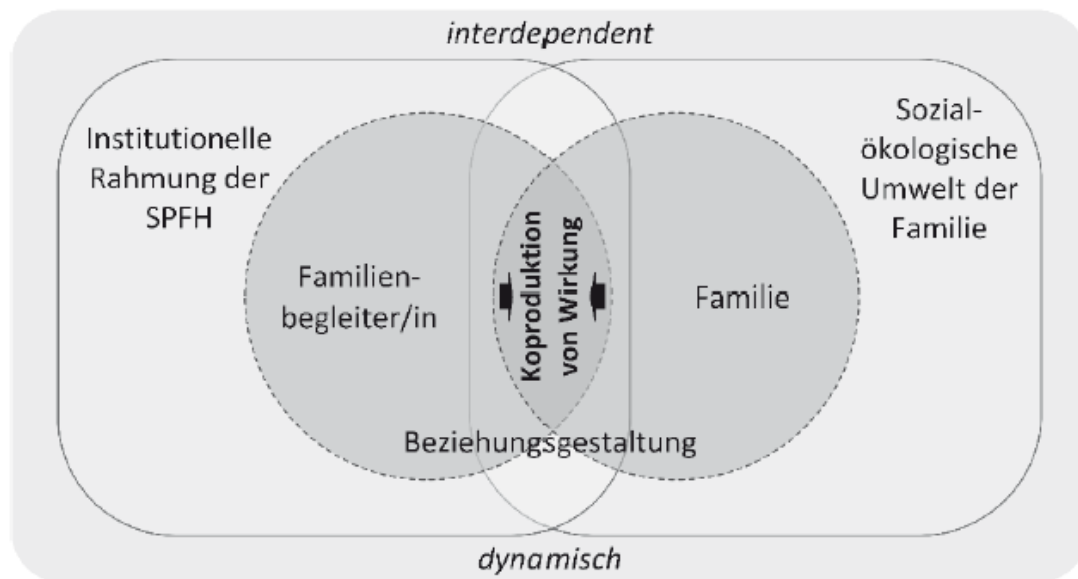 interdependent
Institutionelle
Rahmung der
SPFH
Sozial-
ökologische
Umwelt der
Familie
Familien-
begleiter/in
Koproduktion
von Wirkung
Familie
Beziehungsgestaltung
dynamisch